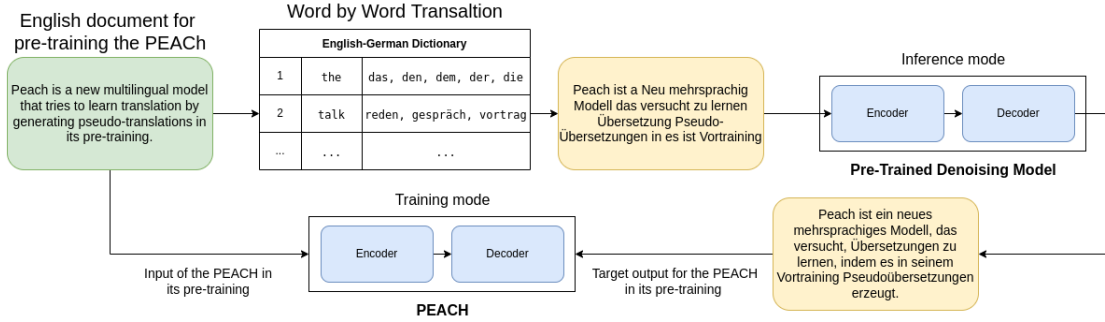 English document for
pre-training the PEACh
Peach is a new multilingual model
that tries to learn translation by
generating pseudo-translations in
its pre-training.
Word by Word Transaltion
English-German Dictionary
1 the das, den, dem, der, die
2 talk reden, gespräch, vortrag
... ... ...
Peach ist a Neu mehrsprachig
Modell das versucht zu lernen
Übersetzung Pseudo-
Übersetzungen in es ist Vortraining
Inference mode
Encoder Decoder
Pre-Trained Denoising Model
Training mode
Encoder Decoder
PEACH
Input of the PEACH in
its pre-training
Target output for the PEACH
in its pre-training
Peach ist ein neues
mehrsprachiges Modell, das
versucht, Übersetzungen zu
lernen, indem es in seinem
Vortraining Pseudoübersetzungen
erzeugt.